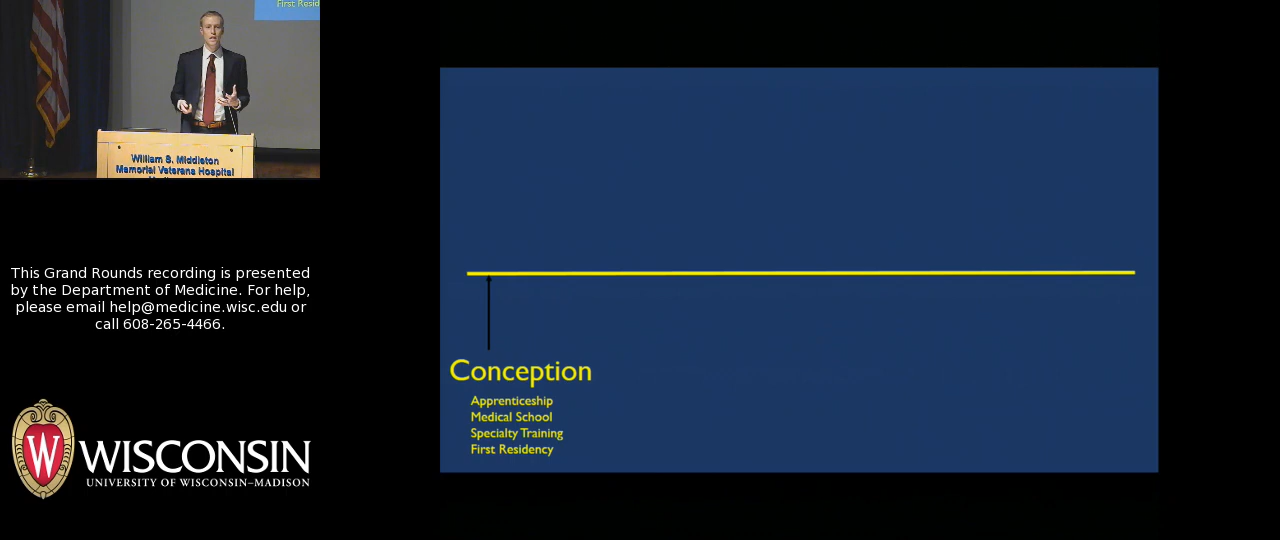 First Resid
William S. Middleton
Memorial Veterans Hospital
This Grand Rounds recording is presented
by the Department of Medicine. For help,
please email help@medicine.wisc.edu or
call 608-265-4466.
W
WISCONSIN
UNIVERSITY OF WISCONSIN–MADISON
Conception
Apprenticeship
Medical School
Specialty Training
First Residency